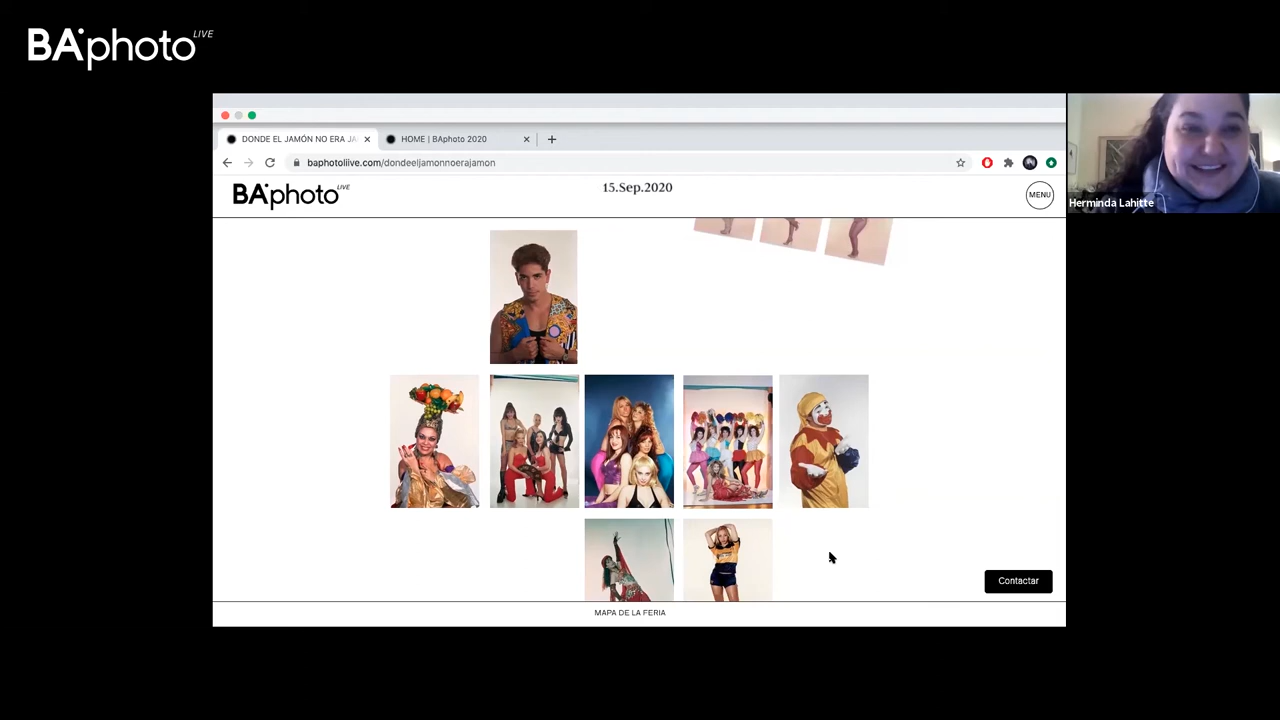 BAphoto LIVE
DONDE EL JAMÓN NO ERA JA
HOME | BAphoto 2020
baphotoliive.com/dondeeljamonnoerajamon
BAphoto LIVE
15.Sep.2020
MENU
Herminda Lahitte
Contactar
MAPA DE LA FERIA